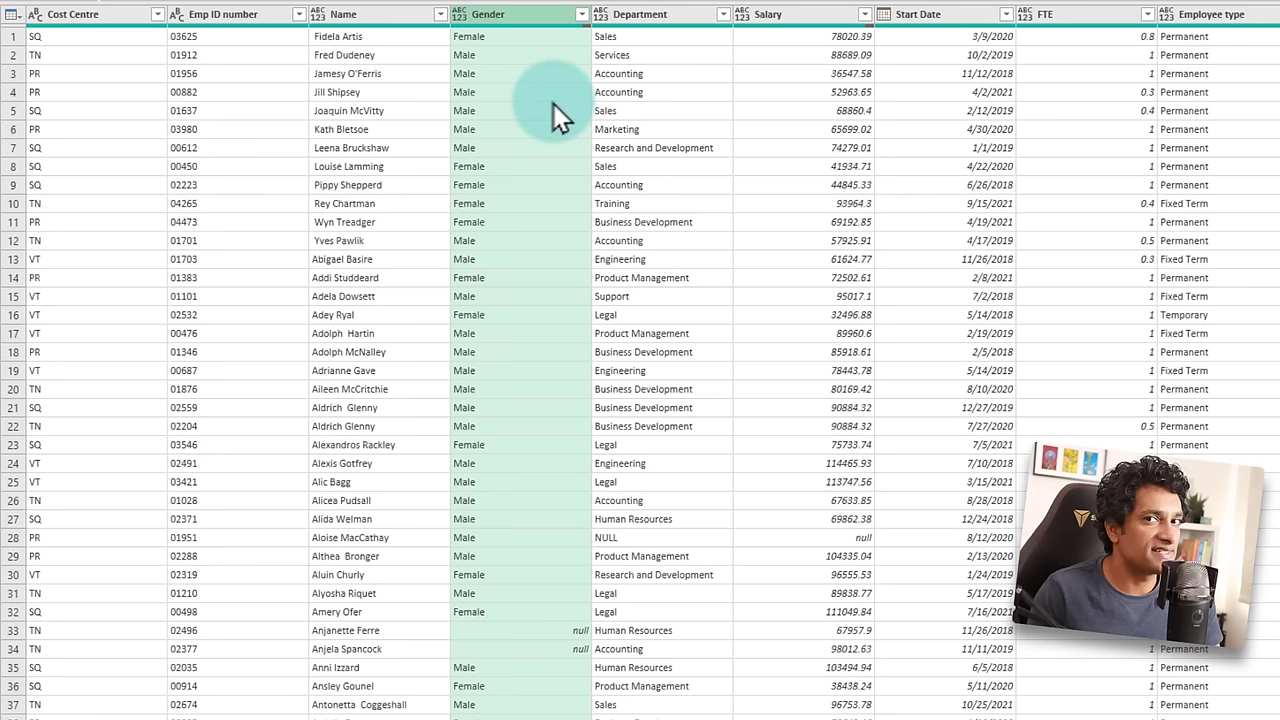 Cost Centre ABC Emp ID number ABC 123 Name ABC 123 Gender ABC 123 Department ABC 123 Salary Start Date ABC 123 FTE ABC 123 Employee type
1 SQ 03625 Fidela Artis Female Sales 78020.39 3/9/2020 0.8 Permanent
2 TN 01912 Fred Dudeney Male Services 88689.09 10/2/2019 1 Permanent
3 PR 01956 Jamesy O'Ferris Male Accounting 36547.58 11/12/2018 1 Permanent
4 PR 00882 Jill Shipsey Male Accounting 52963.65 4/2/2021 0.3 Permanent
5 SQ 01637 Joaquin McVitty Male Sales 68860.4 2/12/2019 0.4 Permanent
6 PR 03980 Kath Bletsoe Male Marketing 65699.02 4/30/2020 1 Permanent
7 SQ 00612 Leena Bruckshaw Male Research and Development 74279.01 1/1/2019 1 Permanent
8 SQ 00450 Louise Lamming Female Sales 41934.71 4/22/2020 1 Permanent
9 SQ 02223 Pippy Shepperd Female Accounting 44845.33 6/26/2018 1 Permanent
10 TN 04265 Rey Chartman Female Training 93964.3 9/15/2021 0.4 Fixed Term
11 PR 04473 Wyn Treadger Female Business Development 69192.85 4/19/2021 1 Permanent
12 TN 01701 Yves Pawlik Male Accounting 57925.91 4/17/2019 0.5 Permanent
13 VT 01703 Abigael Basire Male Engineering 61624.77 11/26/2018 0.3 Fixed Term
14 PR 01383 Addi Studdeard Female Product Management 72502.61 2/8/2021 1 Permanent
15 VT 01101 Adela Dowsett Male Support 95017.1 7/2/2018 1 Fixed Term
16 VT 02532 Adey Ryal Female Legal 32496.88 5/14/2018 1 Temporary
17 VT 00476 Adolph  Hartin Male Product Management 89960.6 2/19/2019 1 Fixed Term
18 PR 01346 Adolph McNalley Male Business Development 85918.61 2/5/2018 1 Permanent
19 VT 00687 Adrianne Gave Male Engineering 78443.78 5/14/2019 1 Fixed Term
20 TN 01876 Aileen McCritchie Male Business Development 80169.42 8/10/2020 1 Permanent
21 SQ 02559 Aldrich  Glenny Male Business Development 90884.32 12/27/2019 1 Permanent
22 TN 02204 Aldrich Glenny Male Business Development 90884.32 7/27/2020 0.5 Permanent
23 SQ 03546 Alexandros Rackley Female Legal 75733.74 7/5/2021 1 Permanent
24 VT 02491 Alexis Gotfrey Male Engineering 114465.93 7/10/2018
25 VT 03421 Alic Bagg Male Legal 113747.56 3/15/2021
26 TN 01028 Alicea Pudsall Male Accounting 67633.85 8/28/2018
27 SQ 02371 Alida Welman Male Human Resources 69862.38 12/24/2018
28 PR 01951 Aloise MacCathay Male NULL null 8/12/2020
29 PR 02288 Althea  Bronger Male Product Management 104335.04 2/13/2020
30 VT 02319 Aluin Churly Female Research and Development 96555.53 1/24/2019
31 TN 01210 Alyosha Riquet Male Legal 89838.77 5/17/2019
32 SQ 00498 Amery Ofer Female Legal 111049.84 7/16/2021
33 TN 02496 Anjanette Ferre null Human Resources 67957.9 11/26/2018
34 TN 02377 Anjela Spancock null Accounting 98012.63 11/11/2019 1 Permanent
35 SQ 02035 Anni Izzard Male Human Resources 103494.94 6/5/2018 1 Permanent
36 SQ 00914 Ansley Gounel Female Product Management 38438.24 5/11/2020 1 Permanent
37 TN 02674 Antonetta  Coggeshall Male Sales 96753.78 10/25/2021 1 Permanent